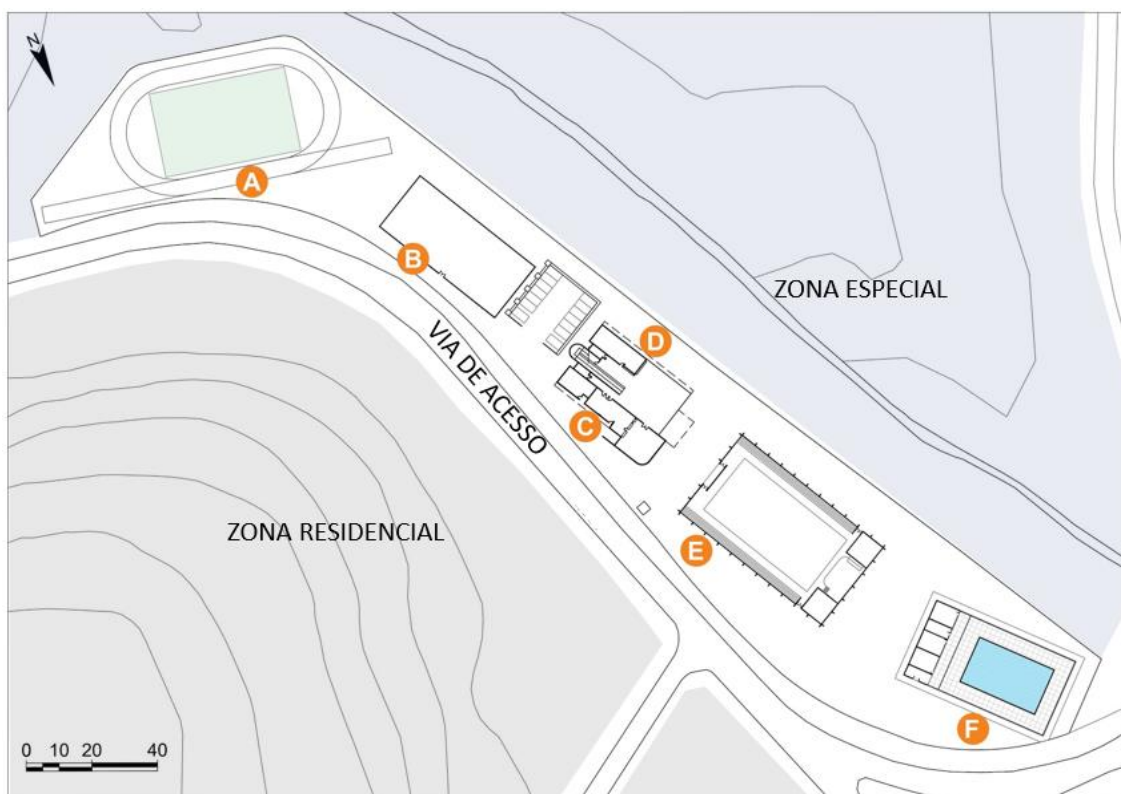 N
A
B
ZONA ESPECIAL
D
VIA DE ACESSO
C
ZONA RESIDENCIAL
E
F
0 10 20 40